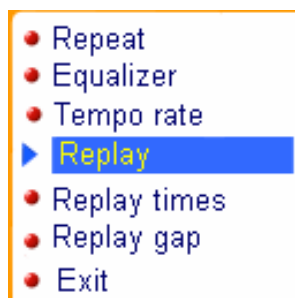 Repeat
Equalizer
Tempo rate
Replay
Replay times
Replay gap
Exit